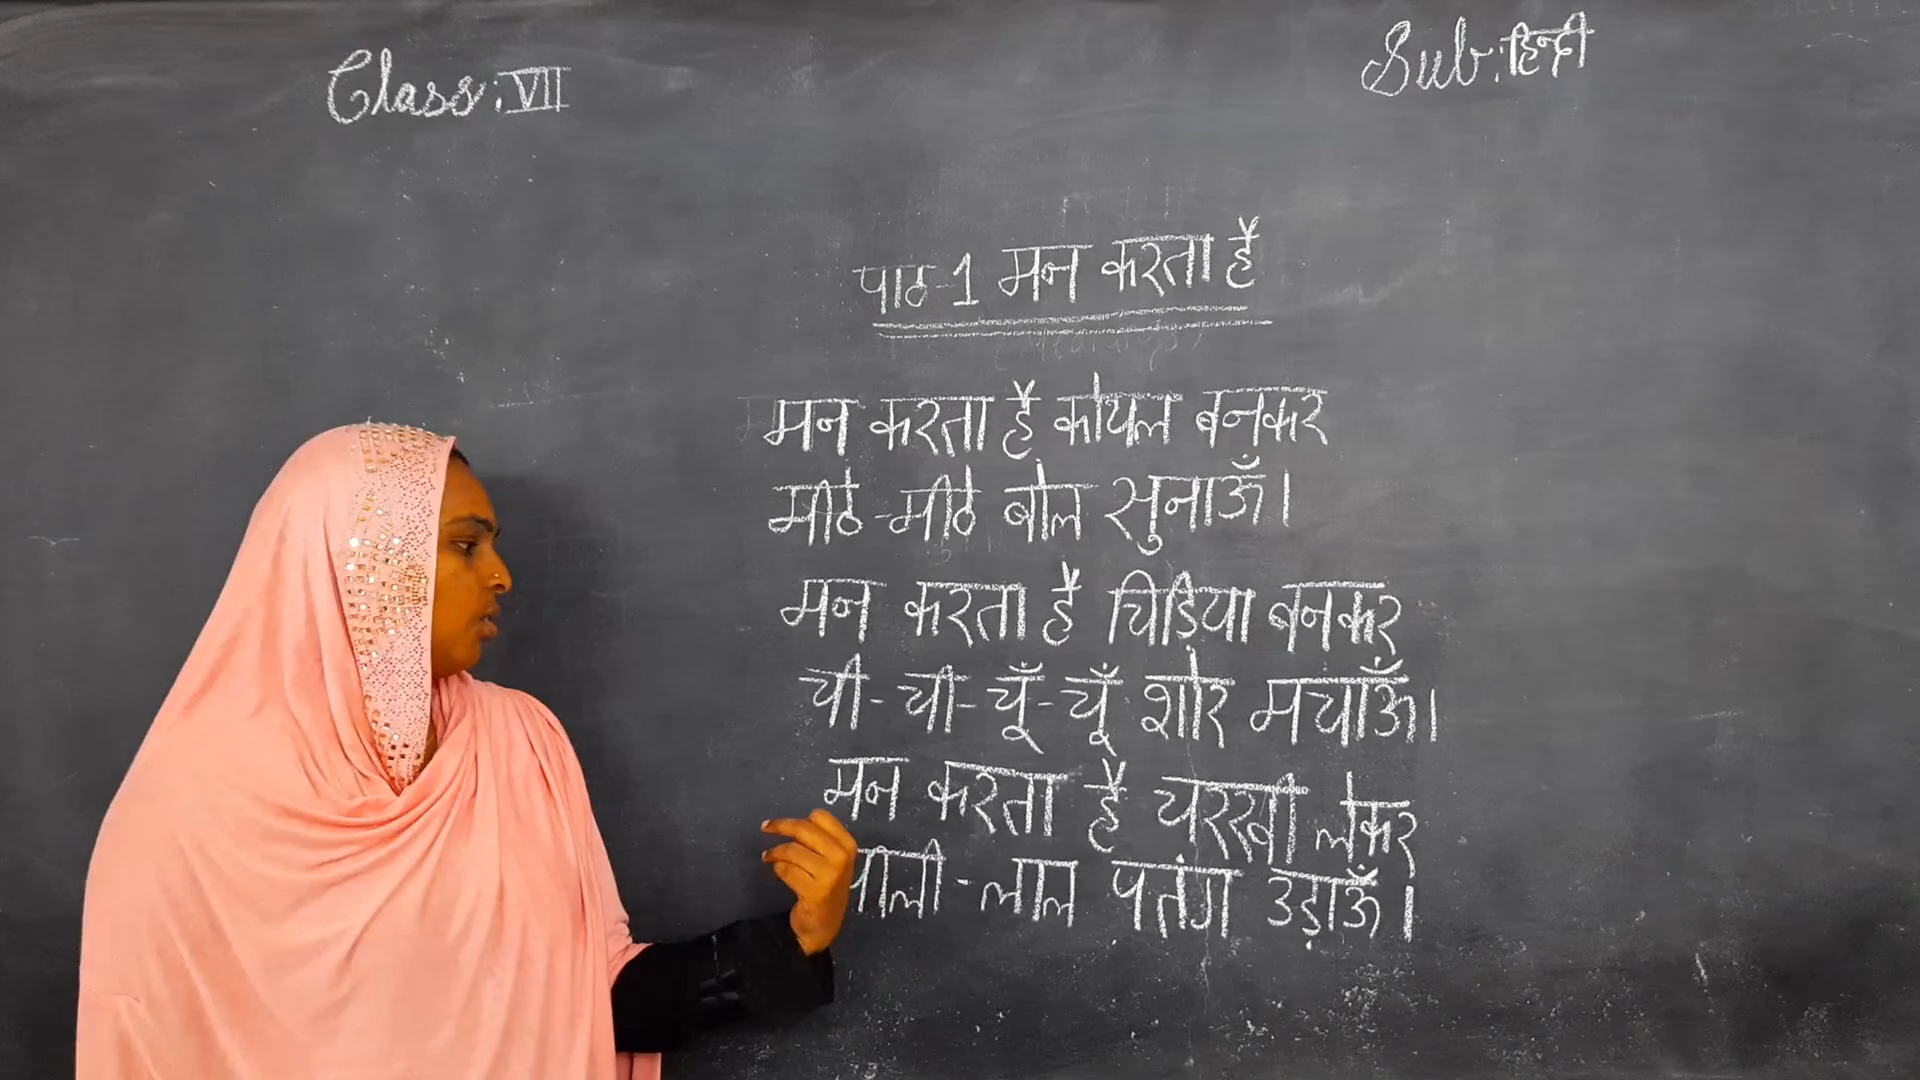 Class: VII
Sub: हिन्दी
पाठ-1 मन करता है
मन करता है कोयल बनकर
मीठे-मीठे बोल सुनाऊँ।
मन करता है चिड़िया बनकर
ची-ची-चूँ-चूँ शोर मचाऊँ।
मन करता है चरखी लेकर
पीली-लाल पतंग उड़ाऊँ।